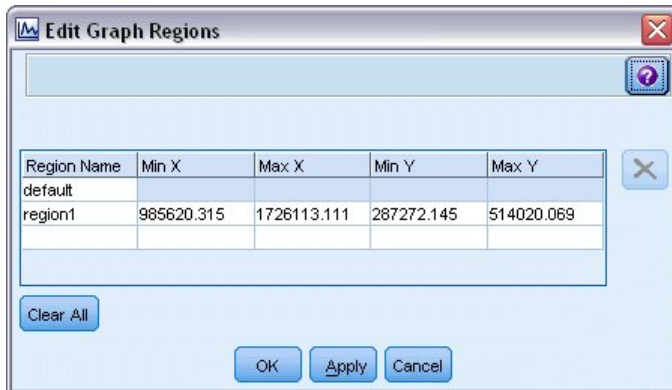 Edit Graph Regions
Region Name Min X Max X Min Y Max Y
default
region1 985620.315 1726113.111 287272.145 514020.069
Clear All
OK Apply Cancel